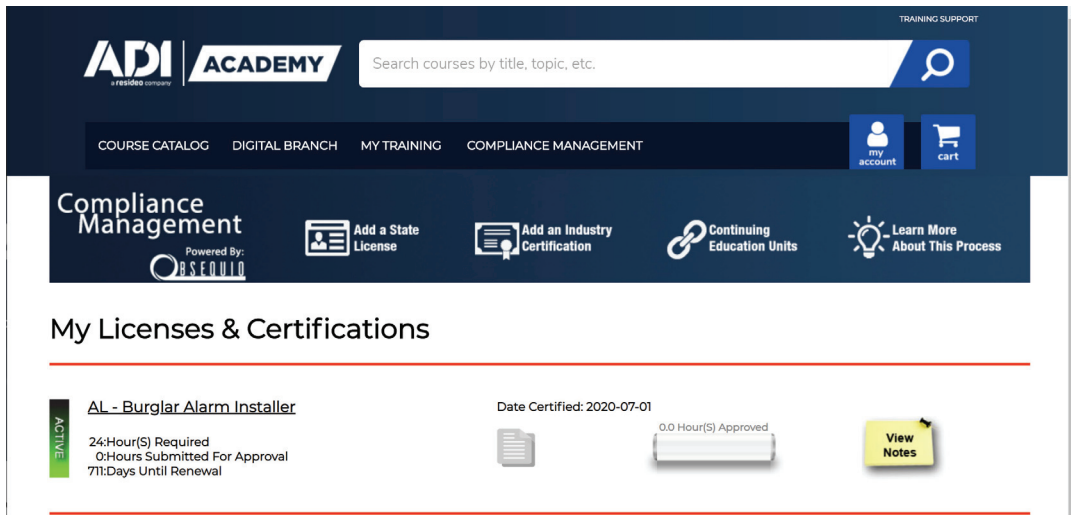 TRAINING SUPPORT
ADI
a resideo company
ACADEMY
Search courses by title, topic, etc.
COURSE CATALOG
DIGITAL BRANCH
MY TRAINING
COMPLIANCE MANAGEMENT
my
account
cart
Compliance
Management
Powered By:
OBSEQUIO
Add a State
License
Add an Industry
Certification
Continuing
Education Units
Learn More
About This Process
My Licenses & Certifications
ACTIVE
AL - Burglar Alarm Installer
24:Hour(S) Required
0:Hours Submitted For Approval
711:Days Until Renewal
Date Certified: 2020-07-01
0.0 Hour(S) Approved
View
Notes